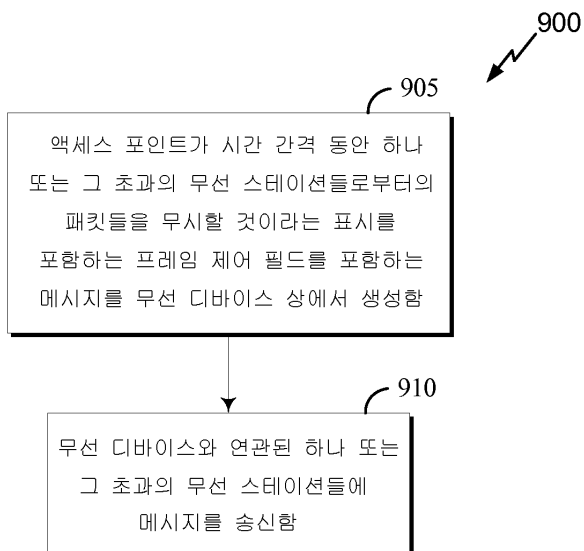 900
905
액세스 포인트가 시간 간격 동안 하나
또는 그 초과의 무선 스테이션들로부터의
패킷들을 무시할 것이라는 표시를
포함하는 프레임 제어 필드를 포함하는
메시지를 무선 디바이스 상에서 생성함
910
무선 디바이스와 연관된 하나 또는
그 초과의 무선 스테이션들에
메시지를 송신함